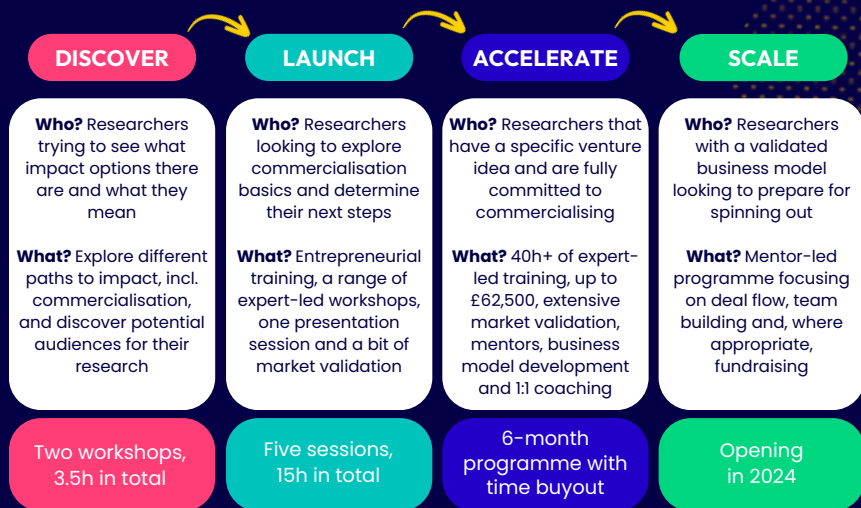 DISCOVER
LAUNCH
ACCELERATE
SCALE
Who? Researchers
trying to see what
impact options there
are and what they
mean
What? Explore different
paths to impact, incl.
commercialisation,
and discover potential
audiences for their
research
Two workshops,
3.5h in total
Who? Researchers
looking to explore
commercialisation
basics and determine
their next steps
What? Entrepreneurial
training, a range of
expert-led workshops,
one presentation
session and a bit of
market validation
Five sessions,
15h in total
Who? Researchers that
have a specific venture
idea and are fully
committed to
commercialising
What? 40h+ of expert-
led training, up to
£62,500, extensive
market validation,
mentors, business
model development
and 1:1 coaching
6-month
programme with
time buyout
Who? Researchers
with a validated
business model
looking to prepare for
spinning out
What? Mentor-led
programme focusing
on deal flow, team
building and, where
appropriate,
fundraising
Opening
in 2024